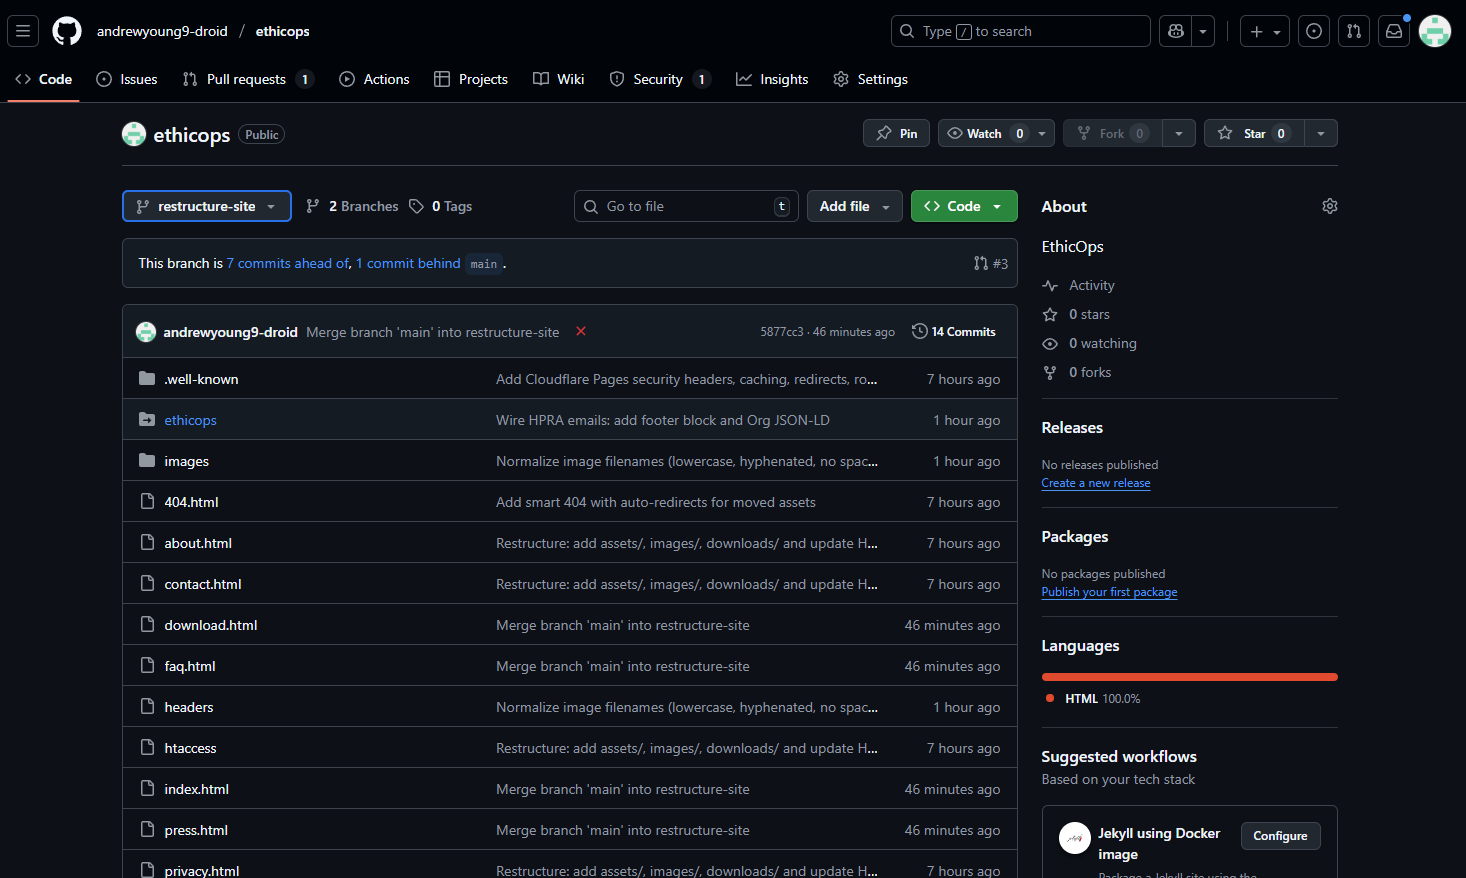 andrewyoung9-droid / ethicops
Type / to search
Code
Issues
Pull requests 1
Actions
Projects
Wiki
Security 1
Insights
Settings
ethicops Public
Pin
Watch 0
Fork 0
Star 0
restructure-site
2 Branches
0 Tags
Go to file t
Add file
Code
This branch is 7 commits ahead of, 1 commit behind main .
#3
andrewyoung9-droid Merge branch 'main' into restructure-site
5877cc3 · 46 minutes ago
14 Commits
.well-known Add Cloudflare Pages security headers, caching, redirects, ro... 7 hours ago
ethicops Wire HPRA emails: add footer block and Org JSON-LD 1 hour ago
images Normalize image filenames (lowercase, hyphenated, no spac... 1 hour ago
404.html Add smart 404 with auto-redirects for moved assets 7 hours ago
about.html Restructure: add assets/, images/, downloads/ and update H... 7 hours ago
contact.html Restructure: add assets/, images/, downloads/ and update H... 7 hours ago
download.html Merge branch 'main' into restructure-site 46 minutes ago
faq.html Merge branch 'main' into restructure-site 46 minutes ago
headers Normalize image filenames (lowercase, hyphenated, no spac... 1 hour ago
htaccess Restructure: add assets/, images/, downloads/ and update H... 7 hours ago
index.html Merge branch 'main' into restructure-site 46 minutes ago
press.html Merge branch 'main' into restructure-site 46 minutes ago
privacy.html Restructure: add assets/, images/, downloads/ and update H... 7 hours ago
About
EthicOps
Activity
0 stars
0 watching
0 forks
Releases
No releases published
Create a new release
Packages
No packages published
Publish your first package
Languages
HTML 100.0%
Suggested workflows
Based on your tech stack
Jekyll using Docker
image
Configure
Package a Jekyll site using the